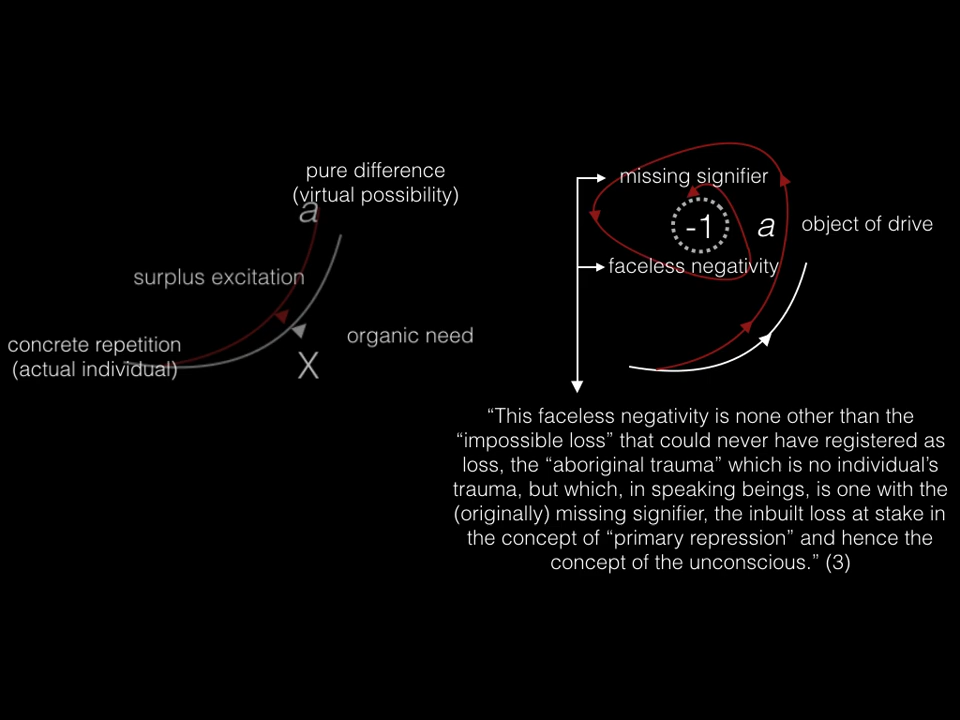 pure difference
(virtual possibility)
a
surplus excitation
concrete repetition
(actual individual)
organic need
X
missing signifier
-1
a
object of drive
faceless negativity
“This faceless negativity is none other than the
“impossible loss” that could never have registered as
loss, the “aboriginal trauma” which is no individual’s
trauma, but which, in speaking beings, is one with the
(originally) missing signifier, the inbuilt loss at stake in
the concept of “primary repression” and hence the
concept of the unconscious.” (3)